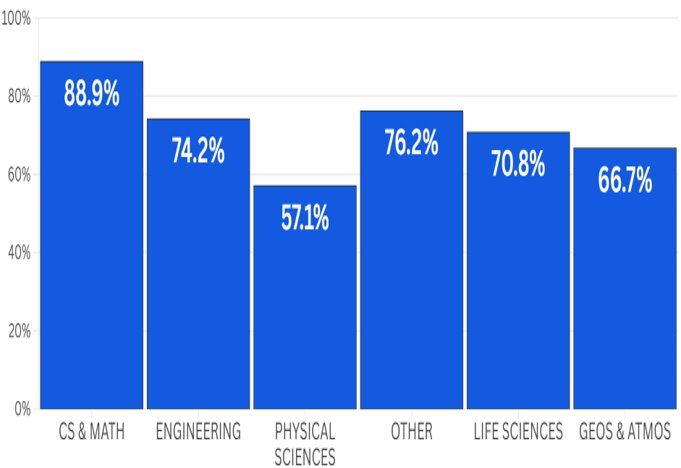 100%
80%
60%
40%
20%
0%
88.9%
74.2%
57.1%
76.2%
70.8%
66.7%
CS & MATH
ENGINEERING
PHYSICAL
SCIENCES
OTHER
LIFE SCIENCES
GEOS & ATMOS